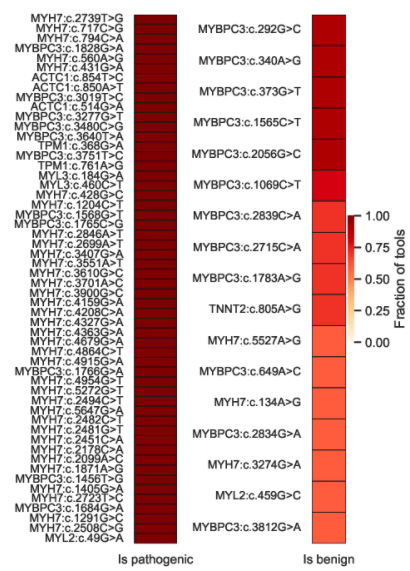 MYH7:c.2739T>G
MYH7:c.717C>G
MYH7:c.794C>A
MYBPC3:c.1828G>A
MYH7:c.560A>G
MYH7:c.431G>A
ACTC1:c.854T>C
ACTC1:c.850A>T
MYBPC3:c.3019T>C
ACTC1:c.514G>A
MYBPC3:c.3277G>T
MYBPC3:c.3480C>G
MYBPC3:c.3640T>A
TPM1:c.368G>A
MYBPC3:c.3751T>C
TPM1:c.761A>G
MYL3:c.184G>A
MYL3:c.460C>T
MYH7:c.428G>C
MYH7:c.1204C>T
MYBPC3:c.1568G>T
MYBPC3:c.1765C>G
MYH7:c.2846A>T
MYH7:c.2699A>T
MYH7:c.3407G>A
MYH7:c.3551A>T
MYH7:c.3610G>C
MYH7:c.3701A>C
MYH7:c.3900G>C
MYH7:c.4159G>A
MYH7:c.4208C>A
MYH7:c.4327G>A
MYH7:c.4363G>A
MYH7:c.4679G>A
MYH7:c.4864C>T
MYH7:c.4915G>A
MYBPC3:c.1766G>A
MYH7:c.4954G>T
MYH7:c.5272G>T
MYH7:c.2494C>T
MYH7:c.5647G>A
MYH7:c.2482C>T
MYH7:c.2481G>T
MYH7:c.2451C>A
MYH7:c.2178C>A
MYH7:c.2099A>C
MYH7:c.1871A>G
MYBPC3:c.1456T>G
MYH7:c.1405G>A
MYH7:c.2723T>C
MYBPC3:c.1684G>A
MYH7:c.1291G>C
MYH7:c.2508C>G
MYL2:c.49G>A
Is pathogenic
MYBPC3:c.292G>C
MYBPC3:c.340A>G
MYBPC3:c.373G>T
MYBPC3:c.1565C>T
MYBPC3:c.2056G>C
MYBPC3:c.1069C>T
MYBPC3:c.2839C>A
MYBPC3:c.2715C>A
MYBPC3:c.1783A>G
TNNT2:c.805A>G
MYH7:c.5527A>G
MYBPC3:c.649A>C
MYH7:c.134A>G
MYBPC3:c.2834G>A
MYH7:c.3274G>A
MYL2:c.459G>C
MYBPC3:c.3812G>A
Is benign
1.00
0.75
0.50
0.25
0.00
Fraction of tools